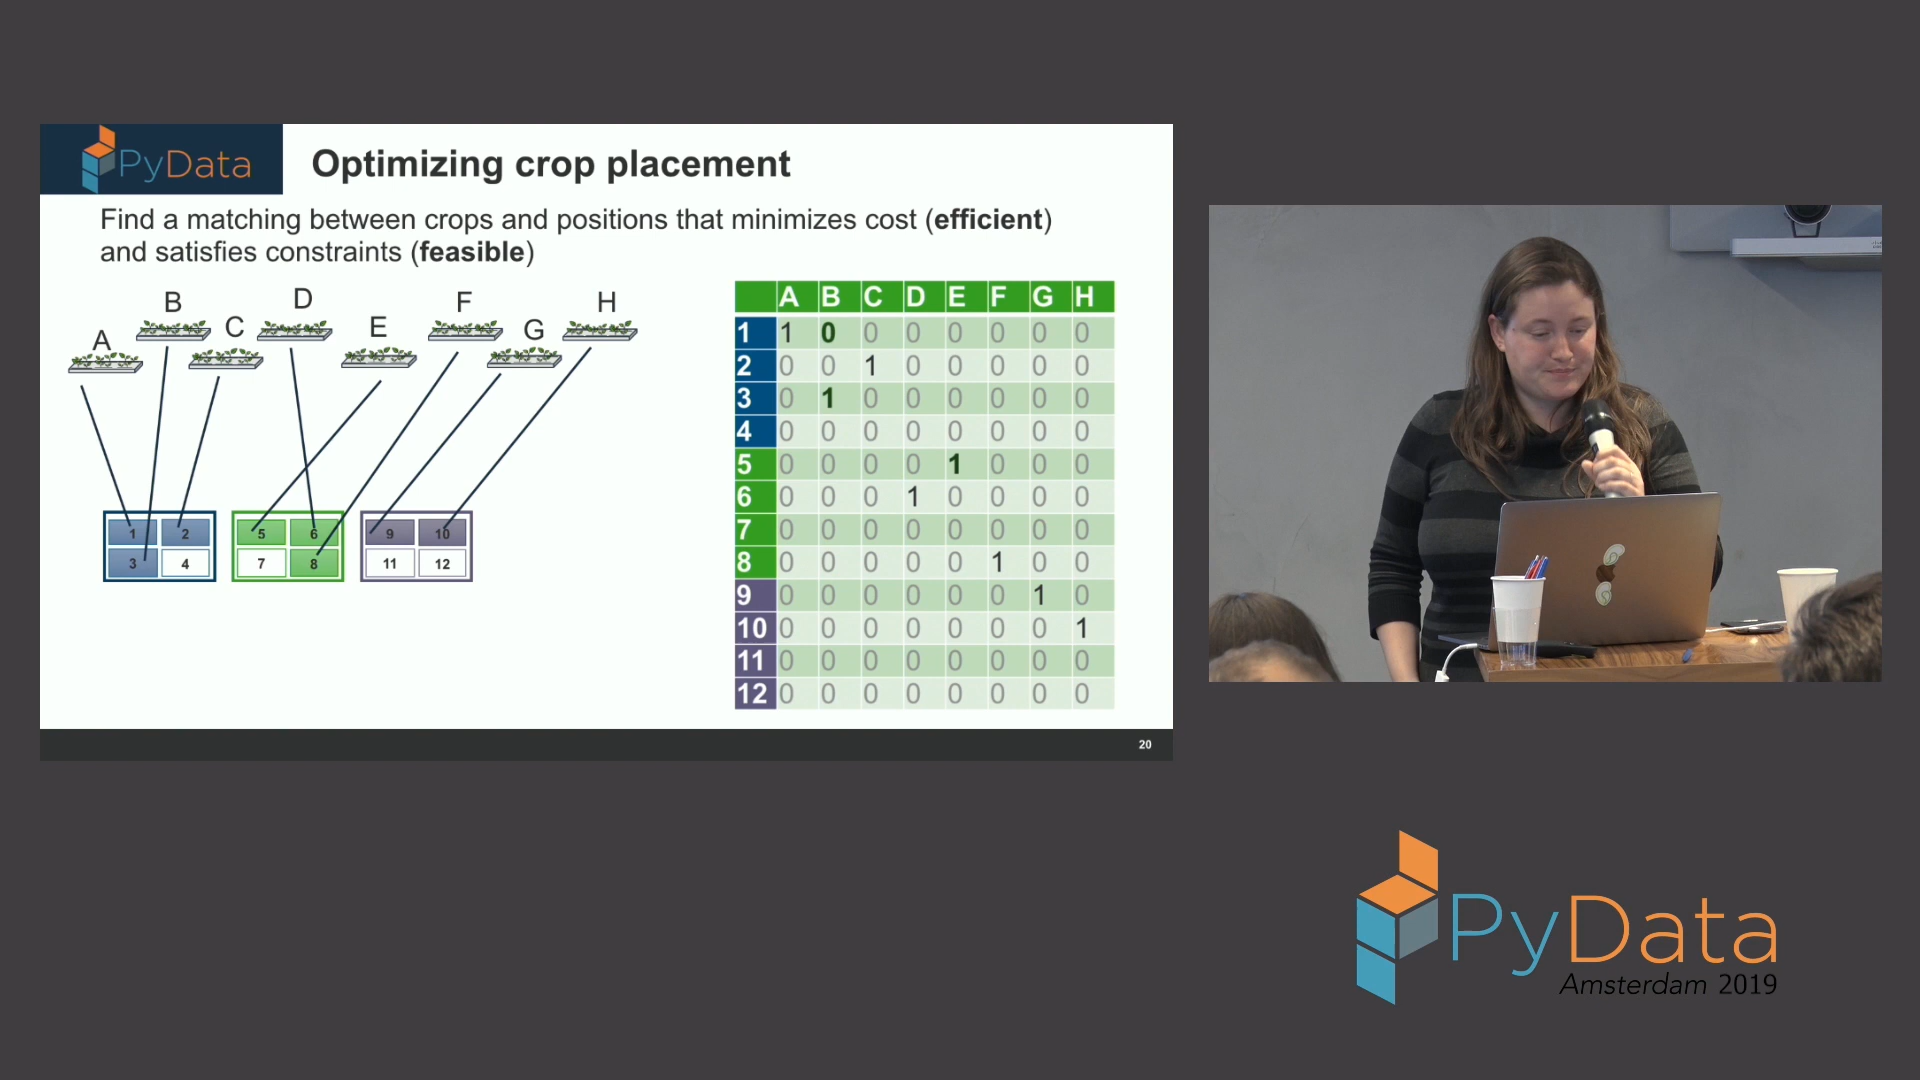 PyData
Optimizing crop placement
Find a matching between crops and positions that minimizes cost (efficient)
and satisfies constraints (feasible)
A B C D E F G H
1 2
3 4
5 6
7 8
9 10
11 12
A B C D E F G H
1 1 0 0 0 0 0 0 0
2 0 0 1 0 0 0 0 0
3 0 1 0 0 0 0 0 0
4 0 0 0 0 0 0 0 0
5 0 0 0 0 1 0 0 0
6 0 0 0 1 0 0 0 0
7 0 0 0 0 0 0 0 0
8 0 0 0 0 0 1 0 0
9 0 0 0 0 0 0 1 0
10 0 0 0 0 0 0 0 1
11 0 0 0 0 0 0 0 0
12 0 0 0 0 0 0 0 0
20
PyData
Amsterdam 2019